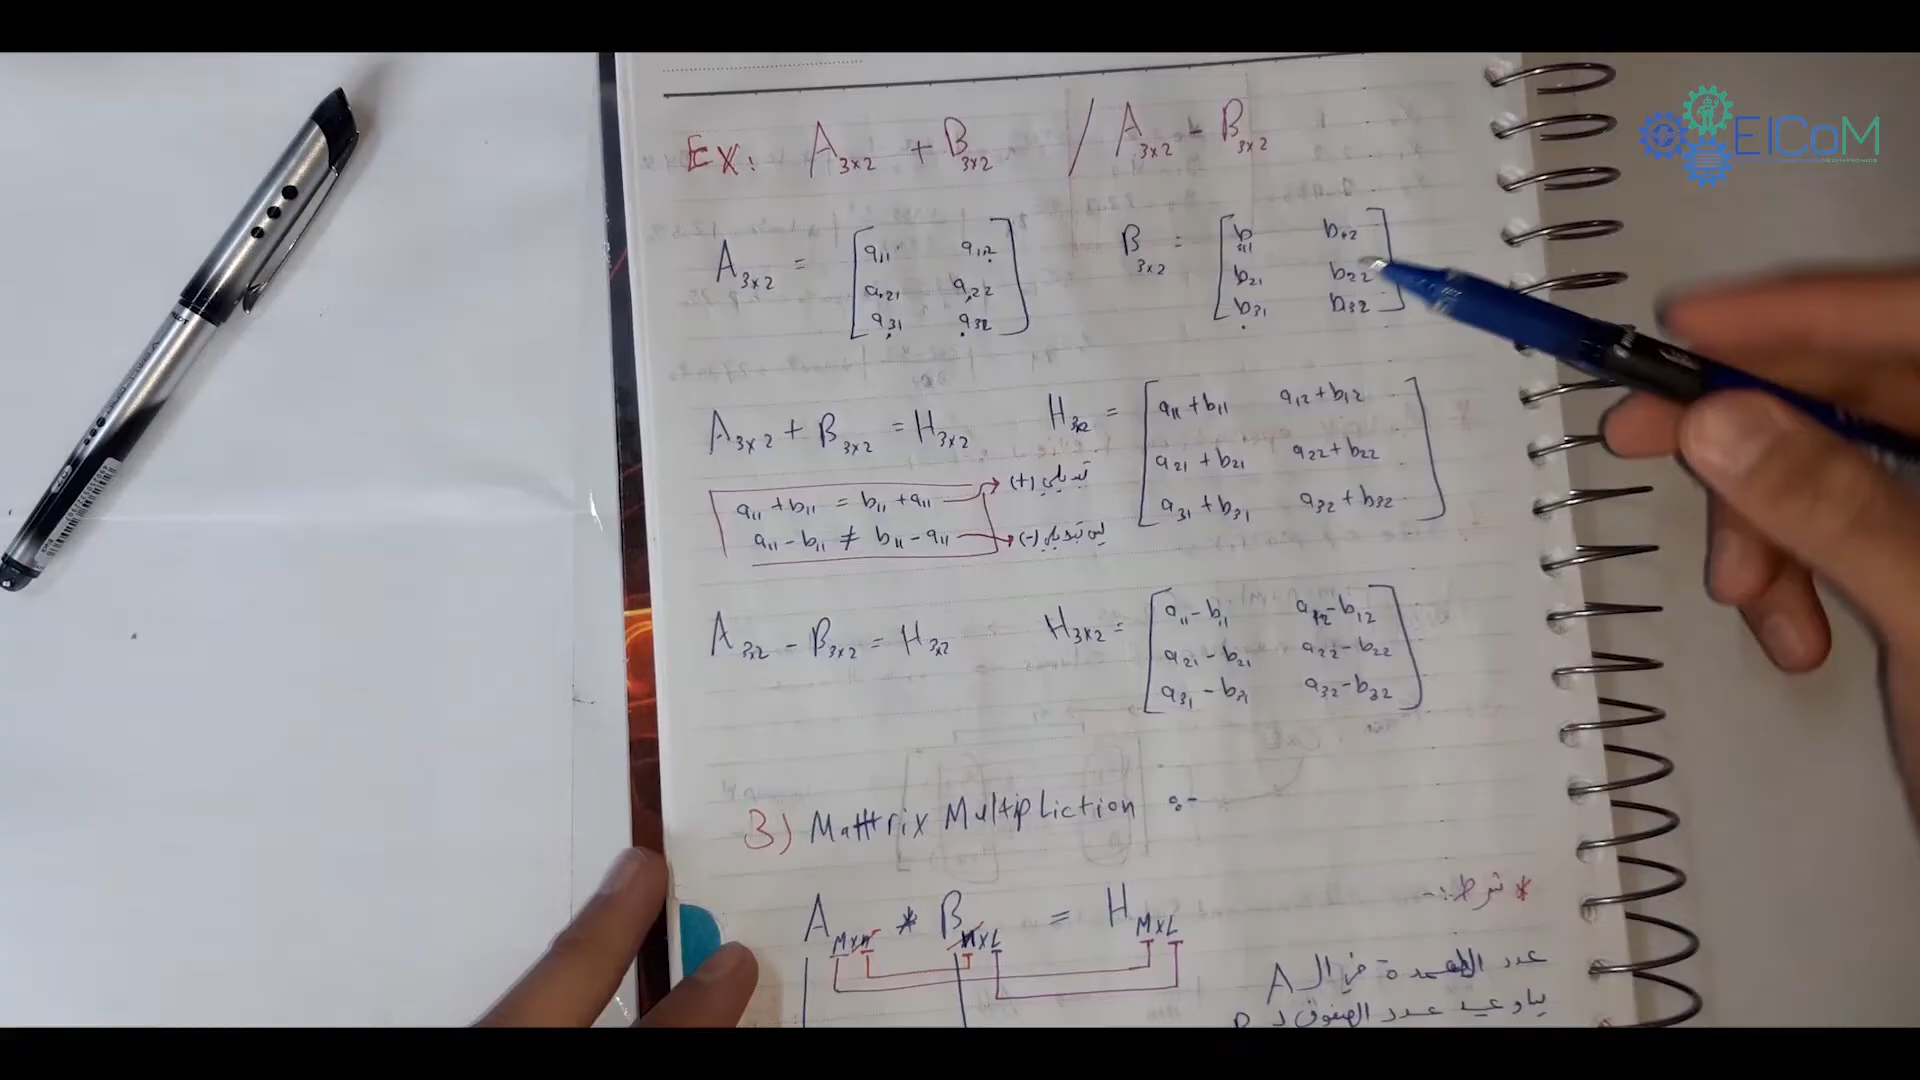 EICoM
Ex: A3x2 + B3x2 / A3x2 - B3x2
A3x2 = [a11 a12
a21 a22
a31 a32]
B3x2 = [b11 b12
b21 b22
b31 b32]
A3x2 + B3x2 = H3x2
H3x2 = [a11+b11 a12+b12
a21+b21 a22+b22
a31+b31 a32+b32]
a11+b11 = b11+a11 → (+) تبديلي
a11-b11 ≠ b11-a11 → (-) ليس تبديلي
A3x2 - B3x2 = H3x2
H3x2 = [a11-b11 a12-b12
a21-b21 a22-b22
a31-b31 a32-b32]
B) Matttrix Multipliction :-
A Mxn * B nxL = H MxL
* شرط :-
عدد الأعمدة في ال A
يساوي عدد الصفوف
PILOT